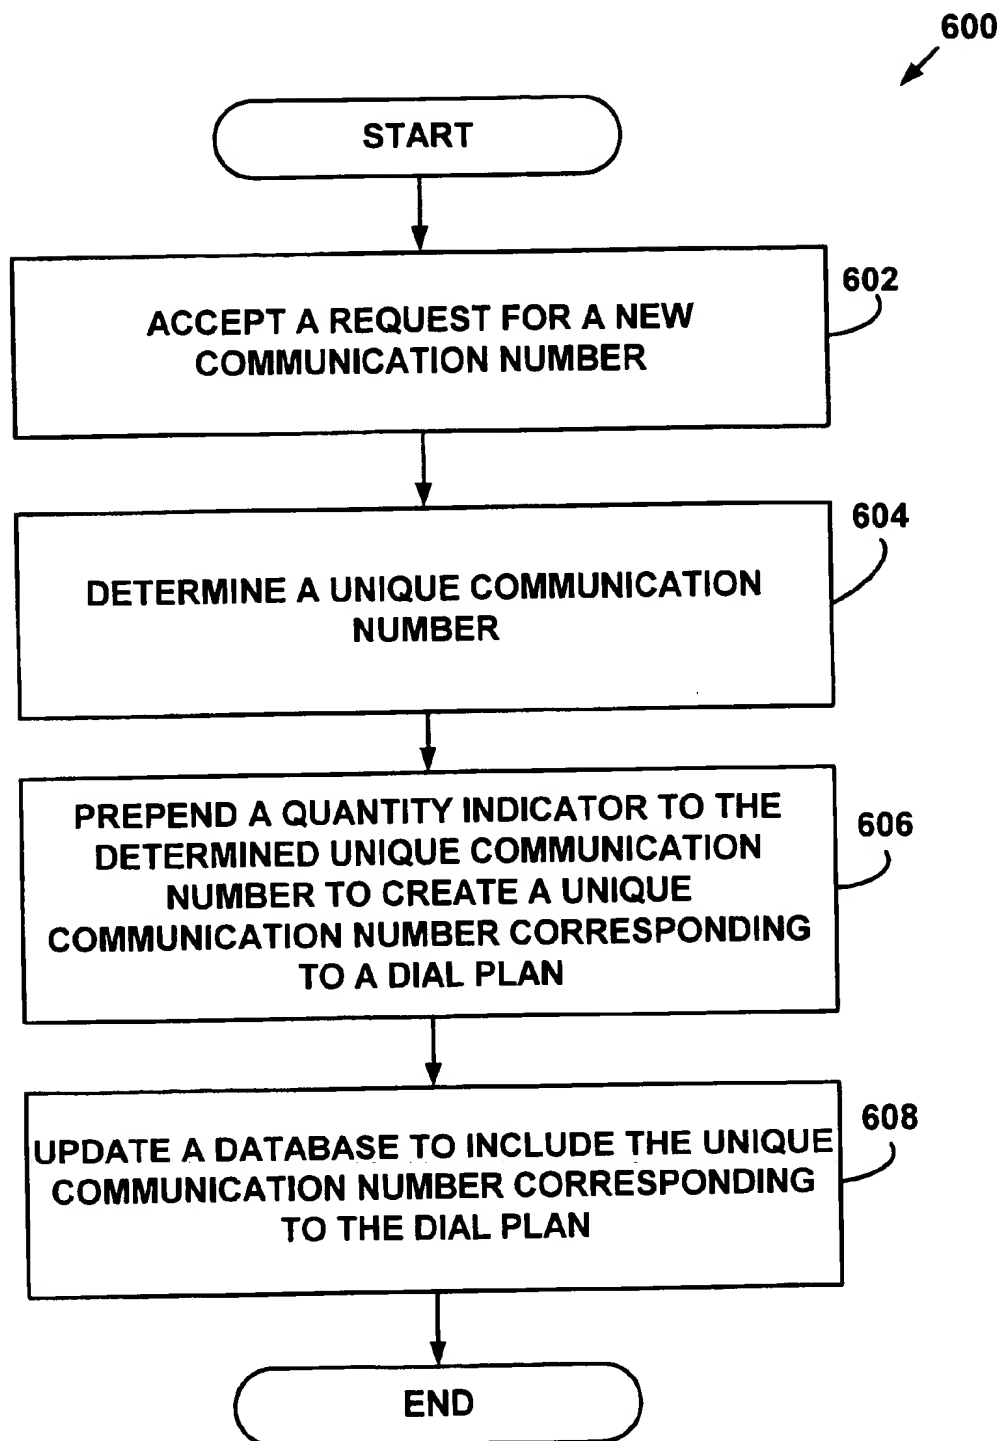 600
START
ACCEPT A REQUEST FOR A NEW
COMMUNICATION NUMBER
602
DETERMINE A UNIQUE COMMUNICATION
NUMBER
604
PREPEND A QUANTITY INDICATOR TO THE
DETERMINED UNIQUE COMMUNICATION
NUMBER TO CREATE A UNIQUE
COMMUNICATION NUMBER CORRESPONDING
TO A DIAL PLAN
606
UPDATE A DATABASE TO INCLUDE THE UNIQUE
COMMUNICATION NUMBER CORRESPONDING
TO THE DIAL PLAN
608
END